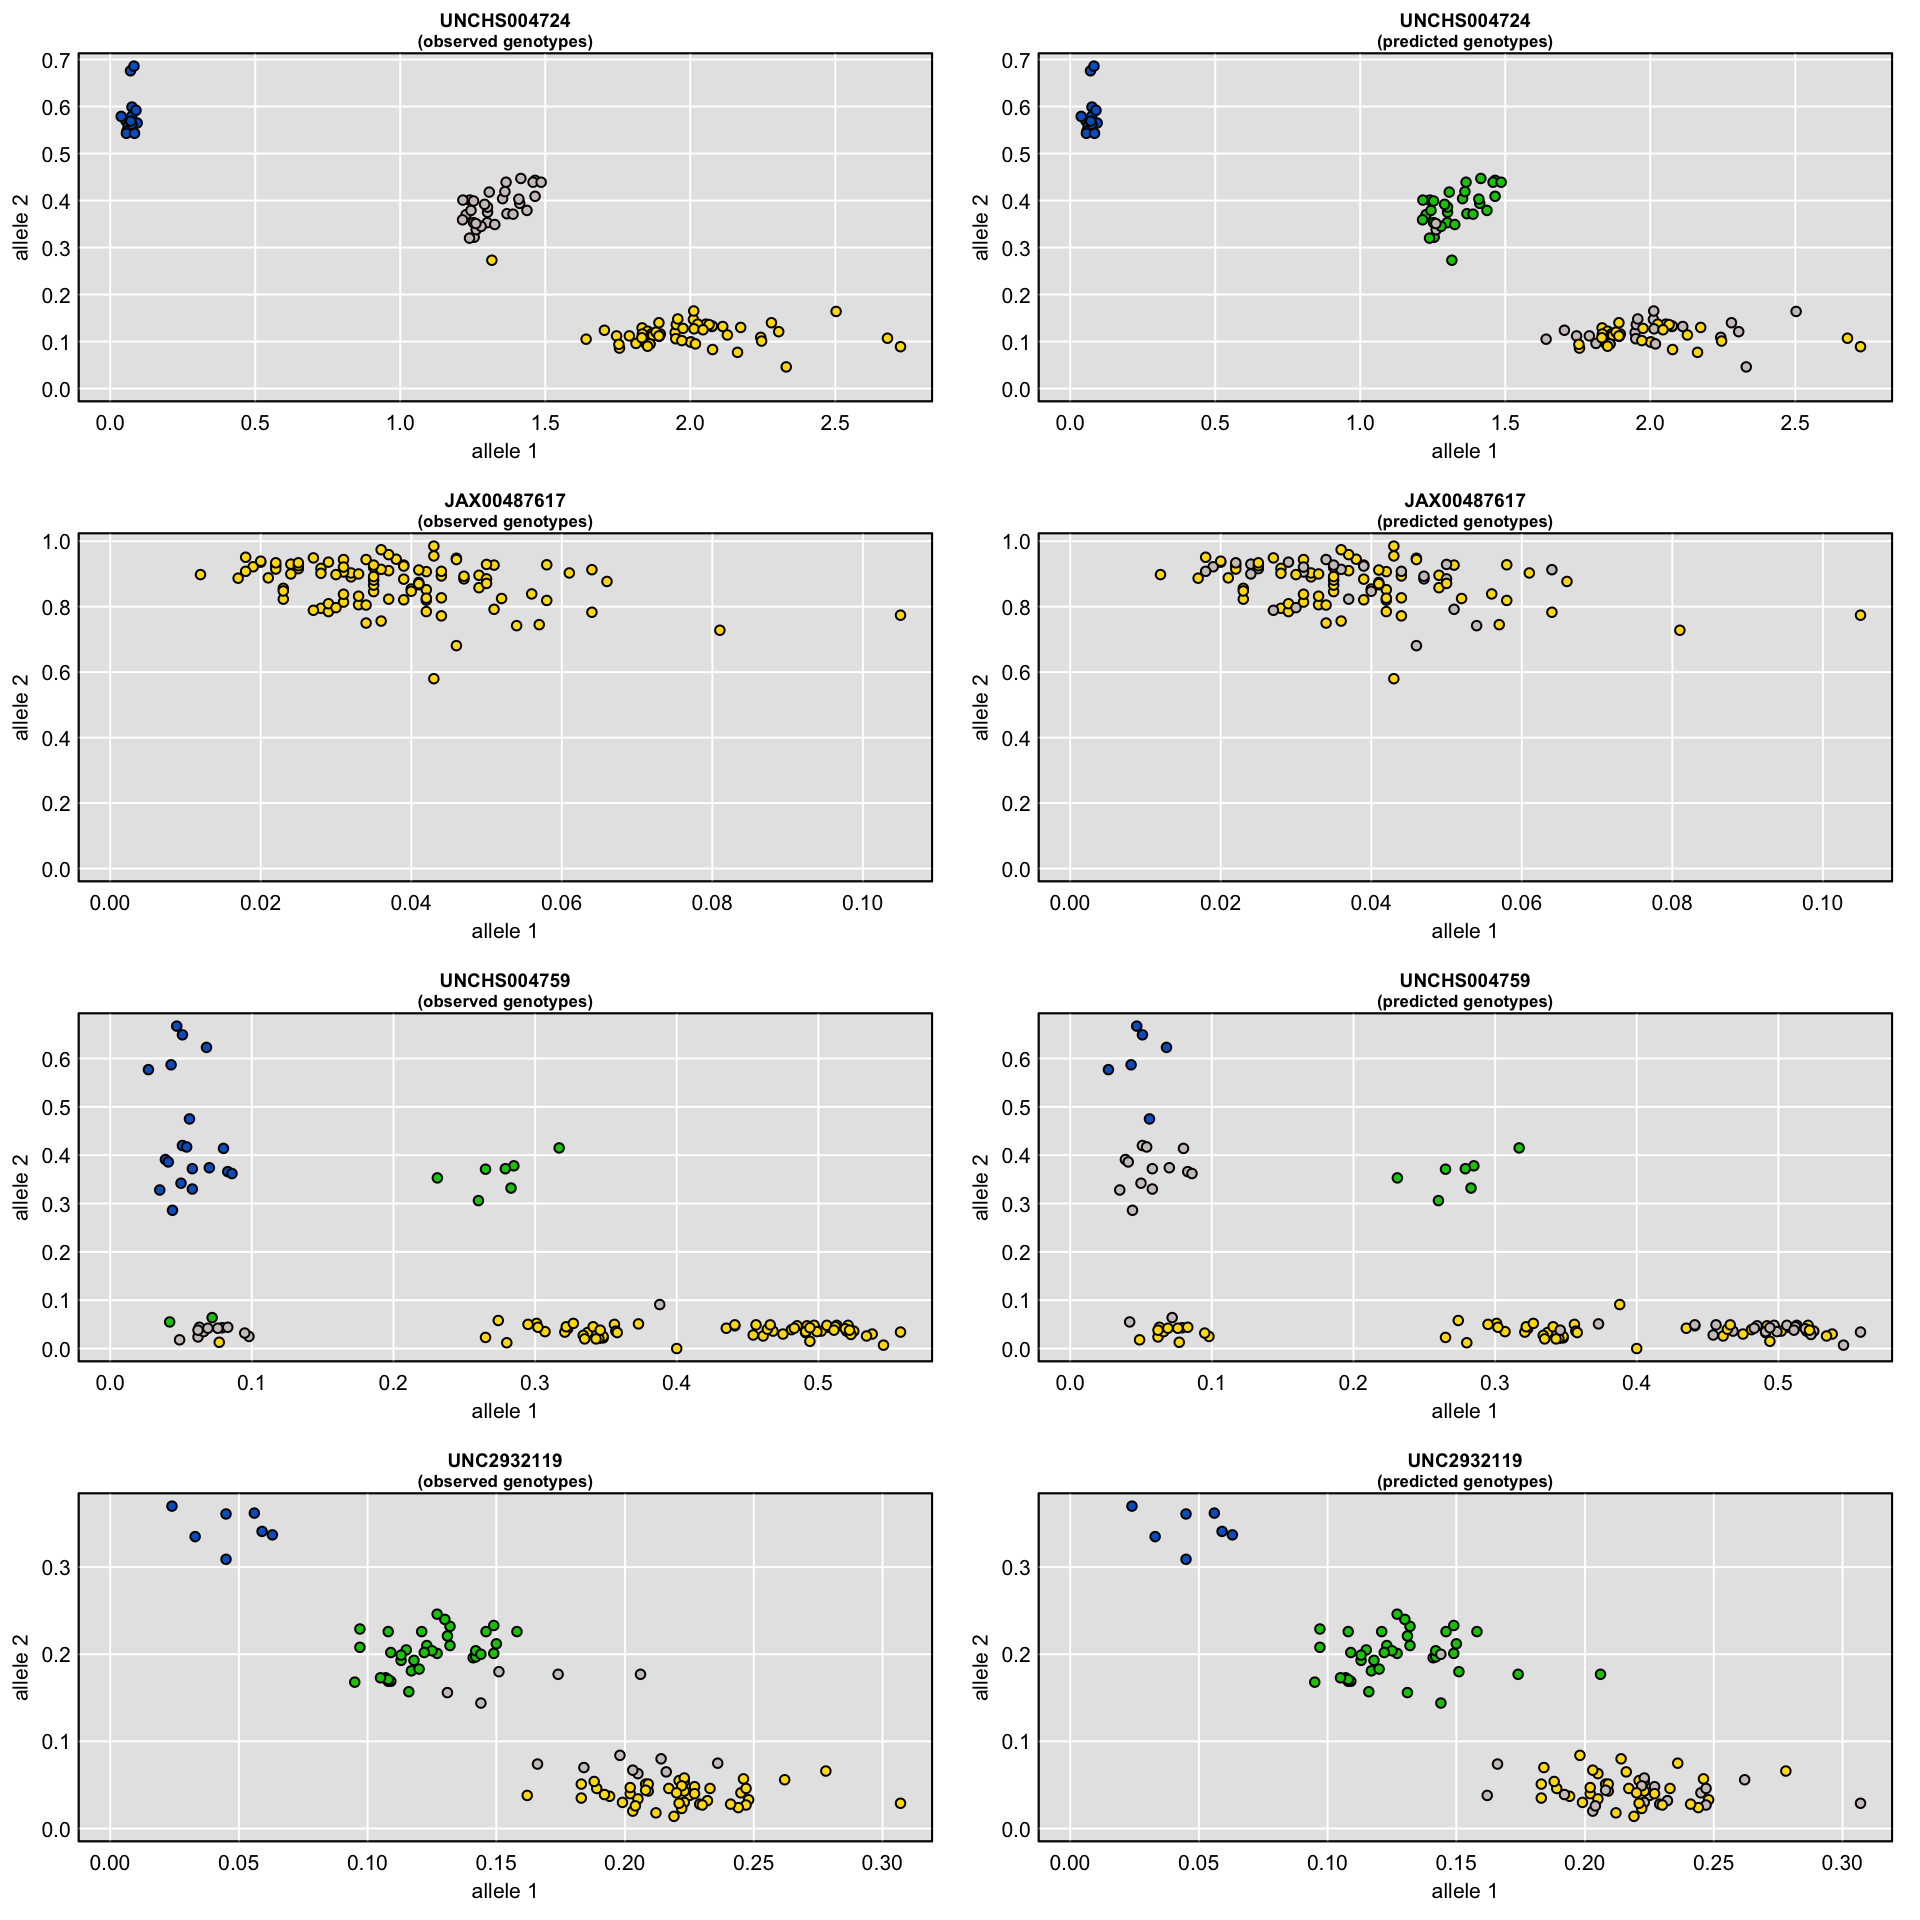 UNCHS004724
(observed genotypes)
0.7
0.6
0.5
0.4
0.3
0.2
0.1
0.0
allele 2
0.0 0.5 1.0 1.5 2.0 2.5
allele 1
UNCHS004724
(predicted genotypes)
0.7
0.6
0.5
0.4
0.3
0.2
0.1
0.0
allele 2
0.0 0.5 1.0 1.5 2.0 2.5
allele 1
JAX00487617
(observed genotypes)
1.0
0.8
0.6
0.4
0.2
0.0
allele 2
0.00 0.02 0.04 0.06 0.08 0.10
allele 1
JAX00487617
(predicted genotypes)
1.0
0.8
0.6
0.4
0.2
0.0
allele 2
0.00 0.02 0.04 0.06 0.08 0.10
allele 1
UNCHS004759
(observed genotypes)
0.6
0.5
0.4
0.3
0.2
0.1
0.0
allele 2
0.0 0.1 0.2 0.3 0.4 0.5
allele 1
UNCHS004759
(predicted genotypes)
0.6
0.5
0.4
0.3
0.2
0.1
0.0
allele 2
0.0 0.1 0.2 0.3 0.4 0.5
allele 1
UNC2932119
(observed genotypes)
0.3
0.2
0.1
0.0
allele 2
0.00 0.05 0.10 0.15 0.20 0.25 0.30
allele 1
UNC2932119
(predicted genotypes)
0.3
0.2
0.1
0.0
allele 2
0.00 0.05 0.10 0.15 0.20 0.25 0.30
allele 1